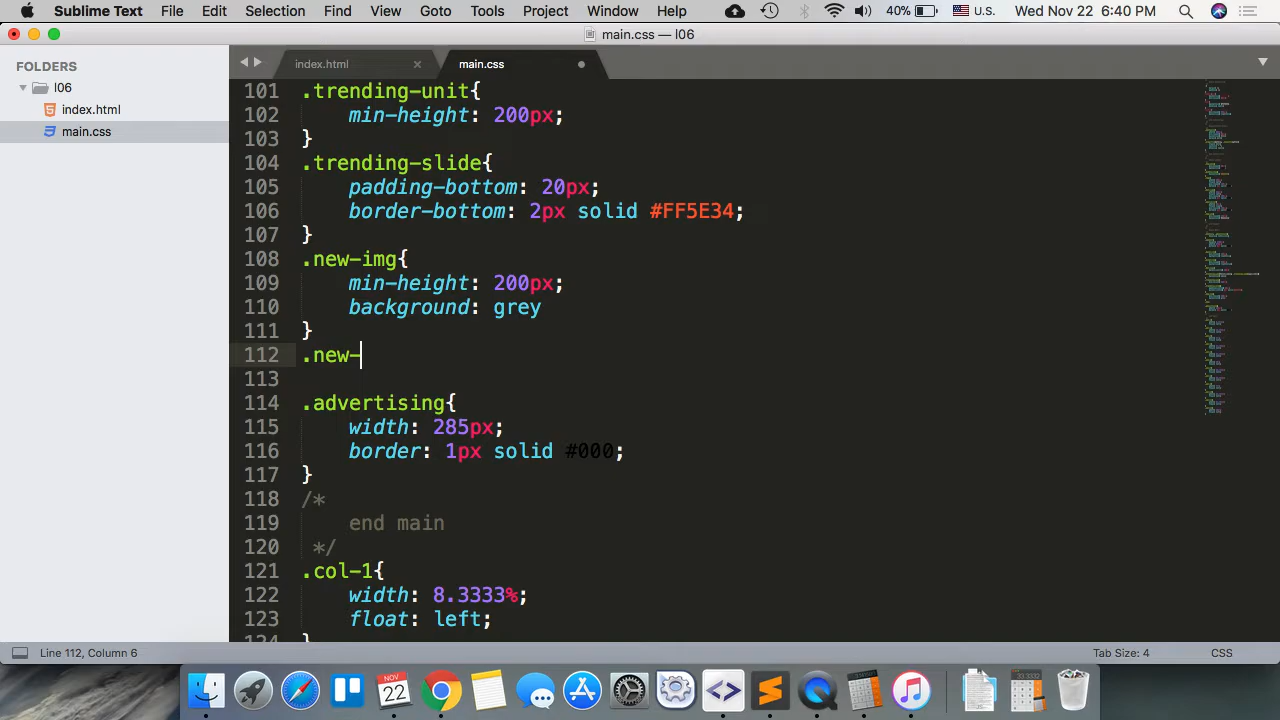 Sublime Text File Edit Selection Find View Goto Tools Project Window Help 40% U.S. Wed Nov 22 6:40 PM
main.css — l06
FOLDERS
l06
index.html
main.css
index.html × main.css
101 .trending-unit{
102 min-height: 200px;
103 }
104 .trending-slide{
105 padding-bottom: 20px;
106 border-bottom: 2px solid #FF5E34;
107 }
108 .new-img{
109 min-height: 200px;
110 background: grey
111 }
112 .new-
113
114 .advertising{
115 width: 285px;
116 border: 1px solid #000;
117 }
118 /*
119 end main
120 */
121 .col-1{
122 width: 8.3333%;
123 float: left;
124 }
Line 112, Column 6 Tab Size: 4 CSS
NOV
22